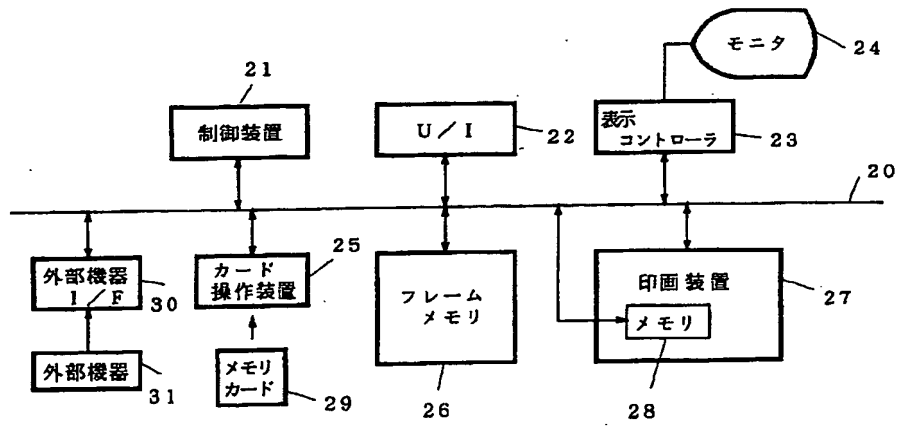 モニタ
24
21
制御装置
U/I
22
表示
コントローラ
23
20
外部機器
I/F
30
カード
操作装置
25
フレーム
メモリ
26
印画装置
27
メモリ
28
外部機器
31
メモリ
カード
29